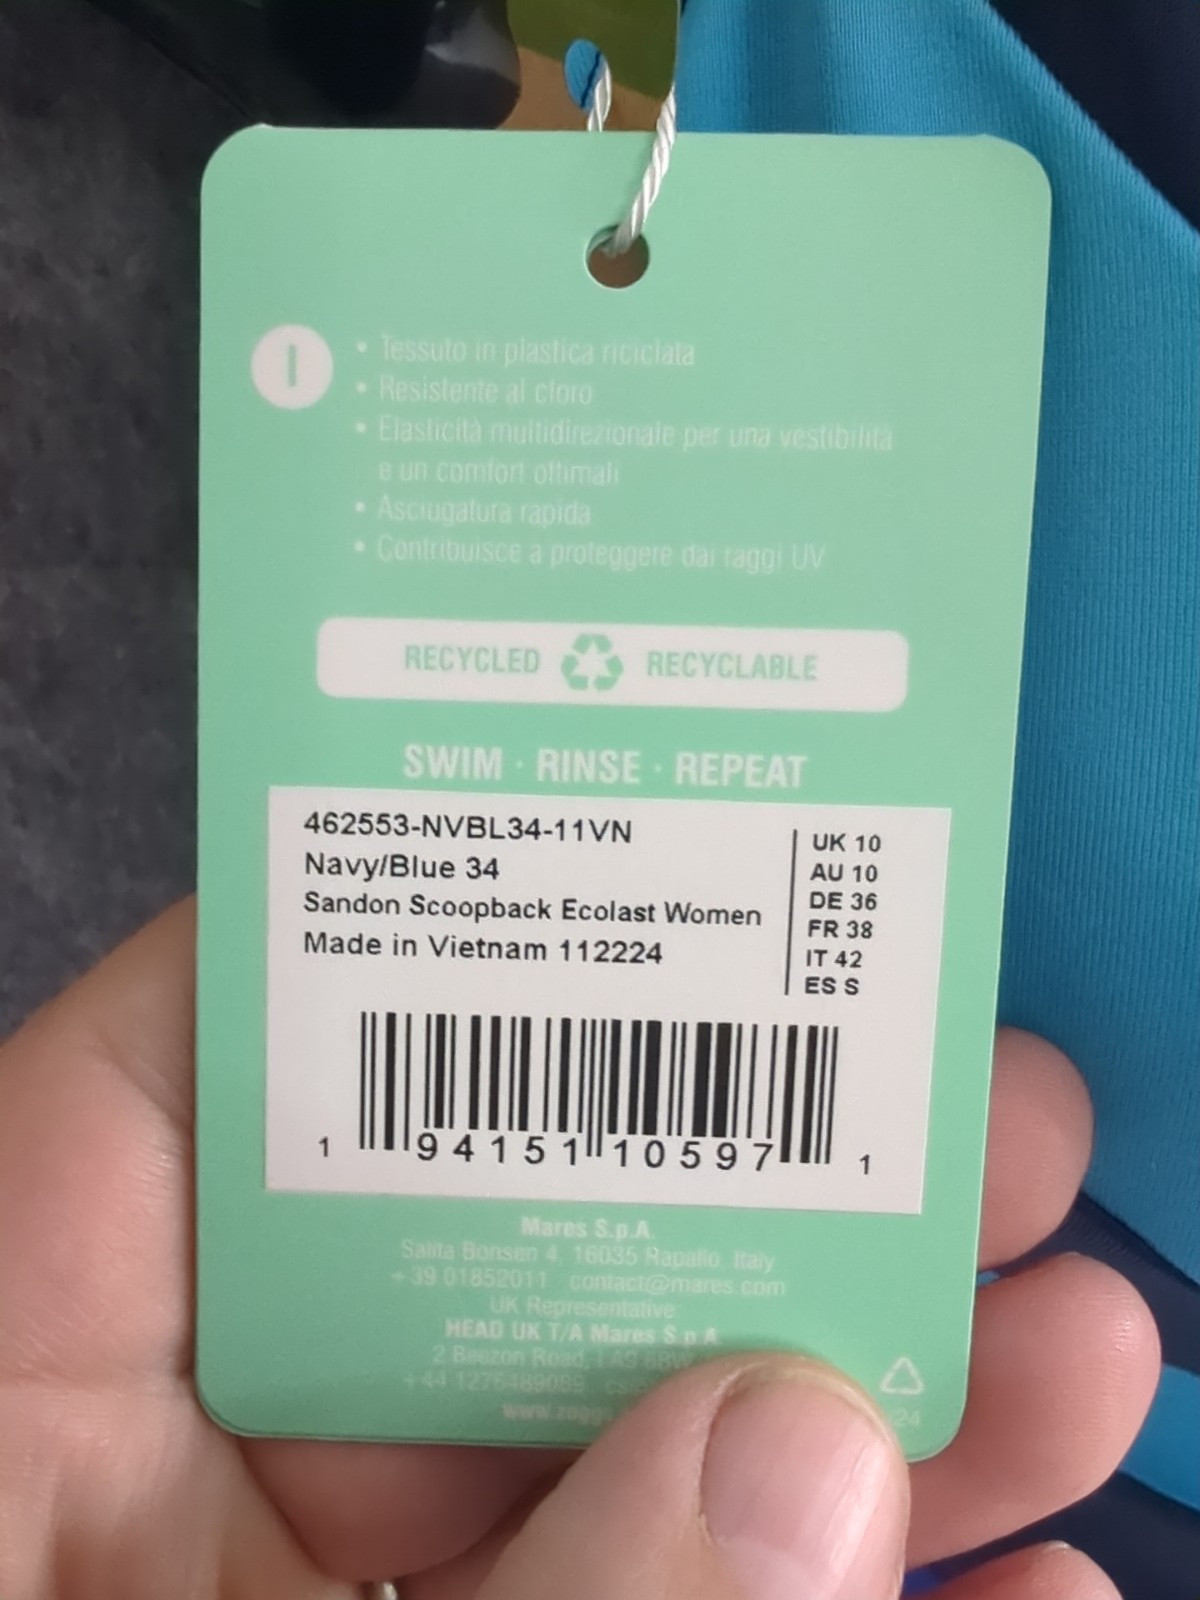 I
• Tessuto in plastica riciclata
• Resistente al cloro
• Elasticità multidirezionale per una vestibilità
e un comfort ottimali
• Asciugatura rapida
• Contribuisce a proteggere dai raggi UV
RECYCLED RECYCLABLE
SWIM · RINSE · REPEAT
462553-NVBL34-11VN
Navy/Blue 34
Sandon Scoopback Ecolast Women
Made in Vietnam 112224
UK 10
AU 10
DE 36
FR 38
IT 42
ES S
1 94151 10597 1
Mares S.p.A.
Salita Bonsen 4, 16035 Rapallo, Italy
+39 01852011 contact@mares.com
UK Representative:
HEAD UK T/A Mares S.p.A.
Road,
+44
24